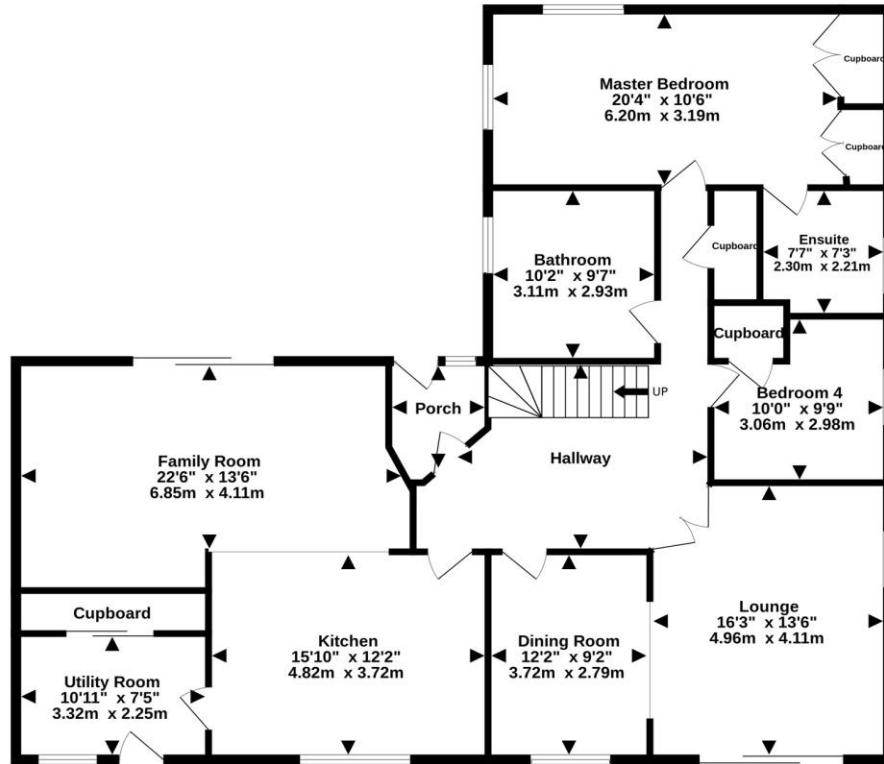 Master Bedroom
20'4" x 10'6"
6.20m x 3.19m
Cupboard
Cupboard
Bathroom
10'2" x 9'7"
3.11m x 2.93m
Cupboard
Ensuite
7'7" x 7'3"
2.30m x 2.21m
Cupboard
Bedroom 4
10'0" x 9'9"
3.06m x 2.98m
Porch
UP
Hallway
Family Room
22'6" x 13'6"
6.85m x 4.11m
Cupboard
Kitchen
15'10" x 12'2"
4.82m x 3.72m
Dining Room
12'2" x 9'2"
3.72m x 2.79m
Lounge
16'3" x 13'6"
4.96m x 4.11m
Utility Room
10'11" x 7'5"
3.32m x 2.25m